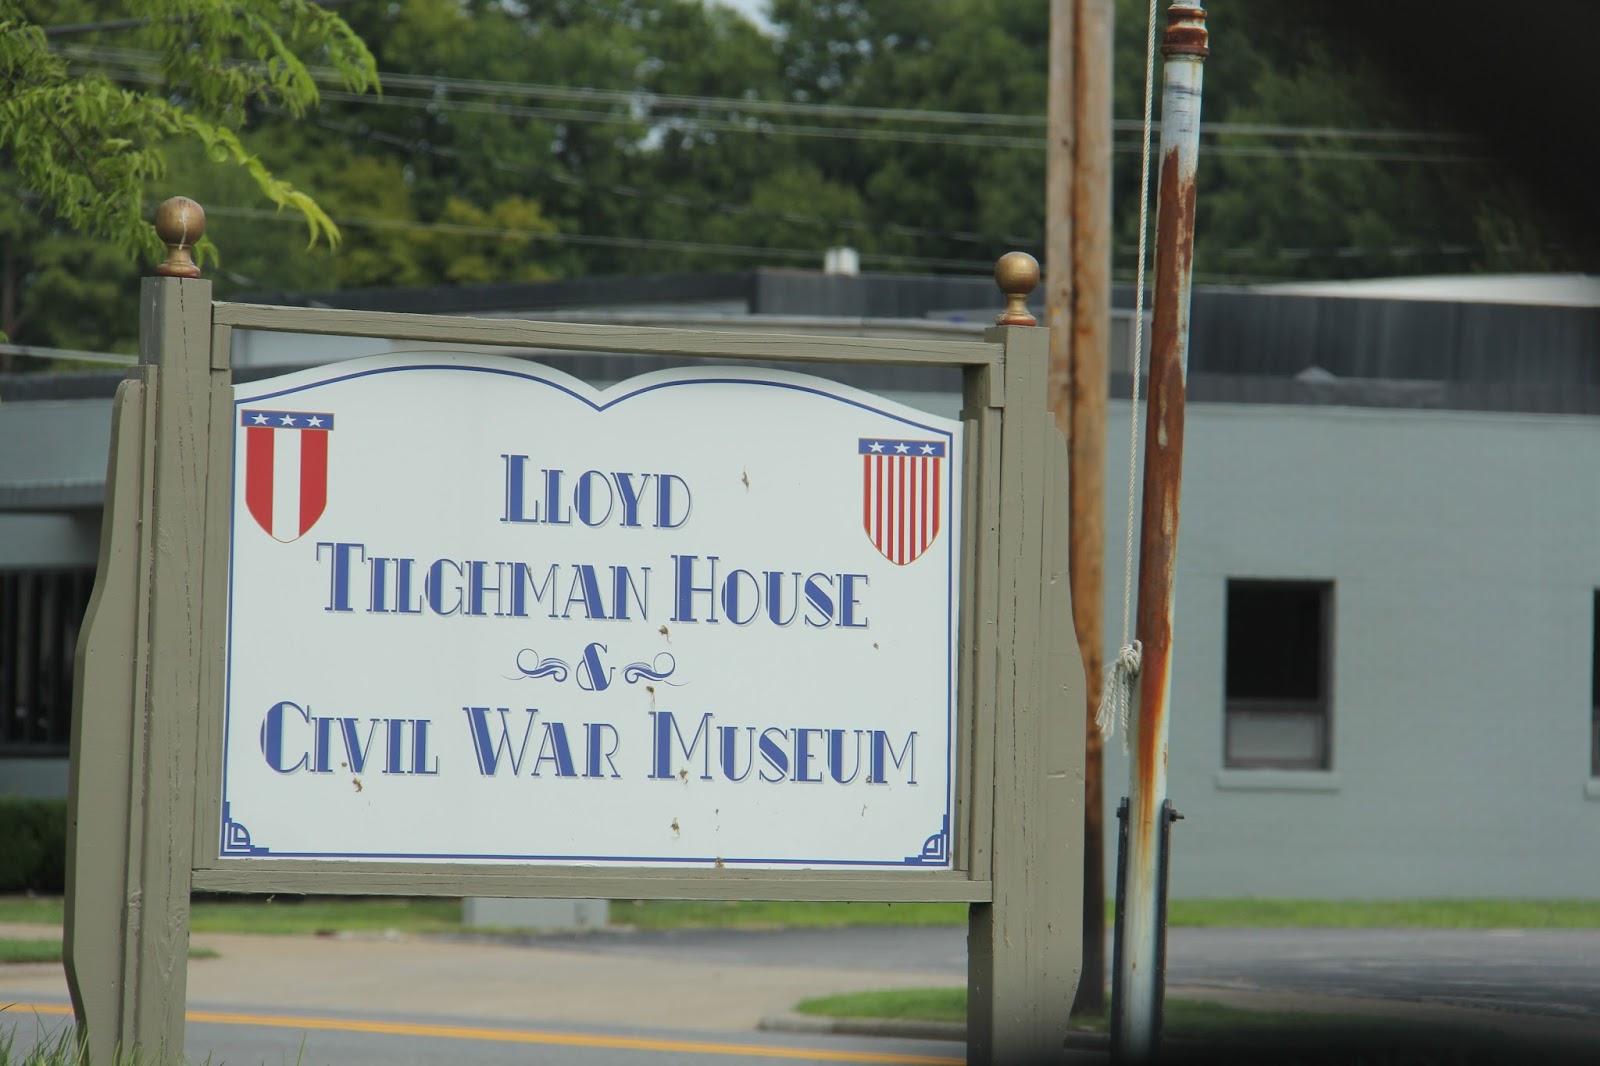 LLOYD
TILGHMAN HOUSE
&
CIVIL WAR MUSEUM